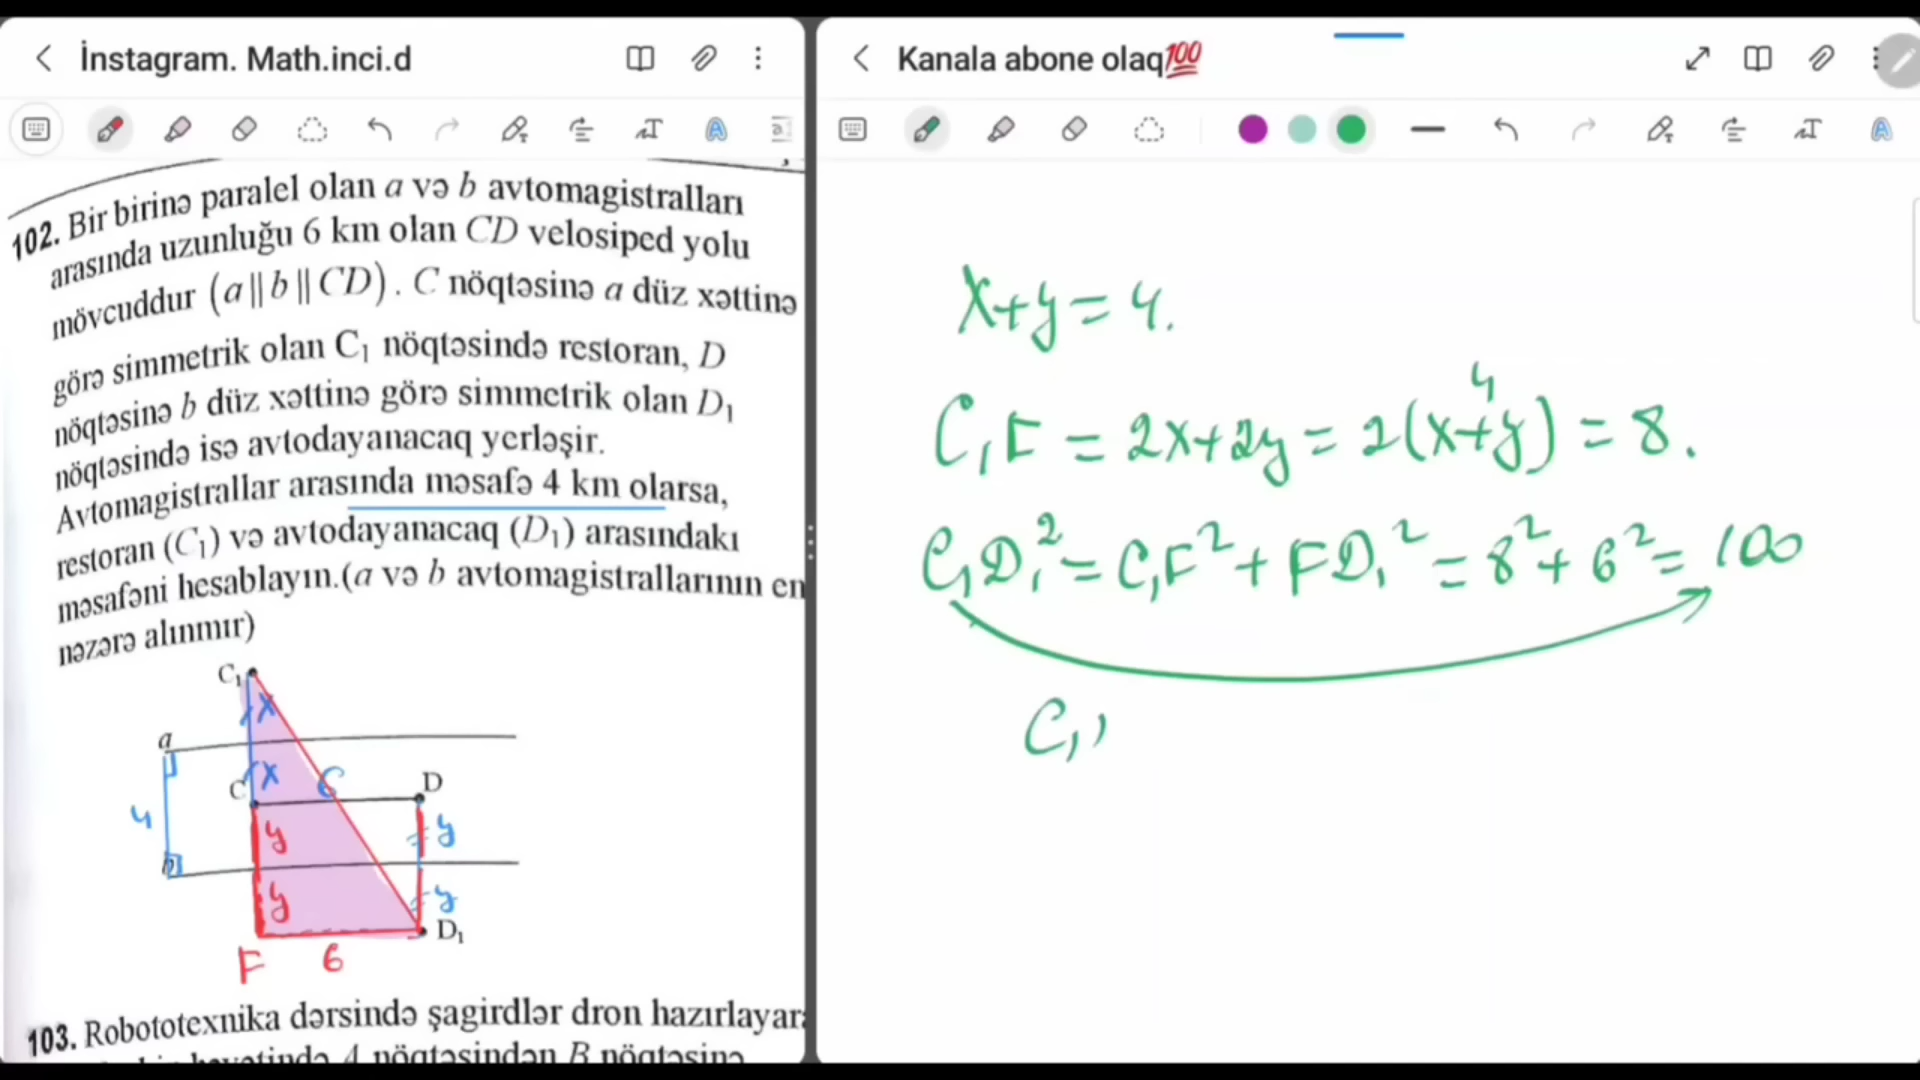 İnstagram. Math.inci.d
102. Bir birinə paralel olan a və b avtomagistralları
arasında uzunluğu 6 km olan CD velosiped yolu
mövcuddur (a || b || CD). C nöqtəsinə a düz xəttinə
görə simmetrik olan C₁ nöqtəsində restoran, D
nöqtəsinə b düz xəttinə görə simmetrik olan D₁
nöqtəsində isə avtodayanacaq yerləşir.
Avtomagistrallar arasında məsafə 4 km olarsa,
restoran (C₁) və avtodayanacaq (D₁) arasındakı
məsafəni hesablayın.(a və b avtomagistrallarının en
nəzərə alınmır)
C₁
x
a
C x 6 D
4 y y
b
y y
D₁
F 6
103. Robototexnika dərsində şagirdlər dron hazırlayar
A nöqtəsindən B nöqtəsinə
Kanala abone olaq💯
x+y=4.
4
C₁F = 2x+2y = 2(x+y) = 8.
C₁D₁² = C₁F² + FD₁² = 8² + 6² = 100
C₁